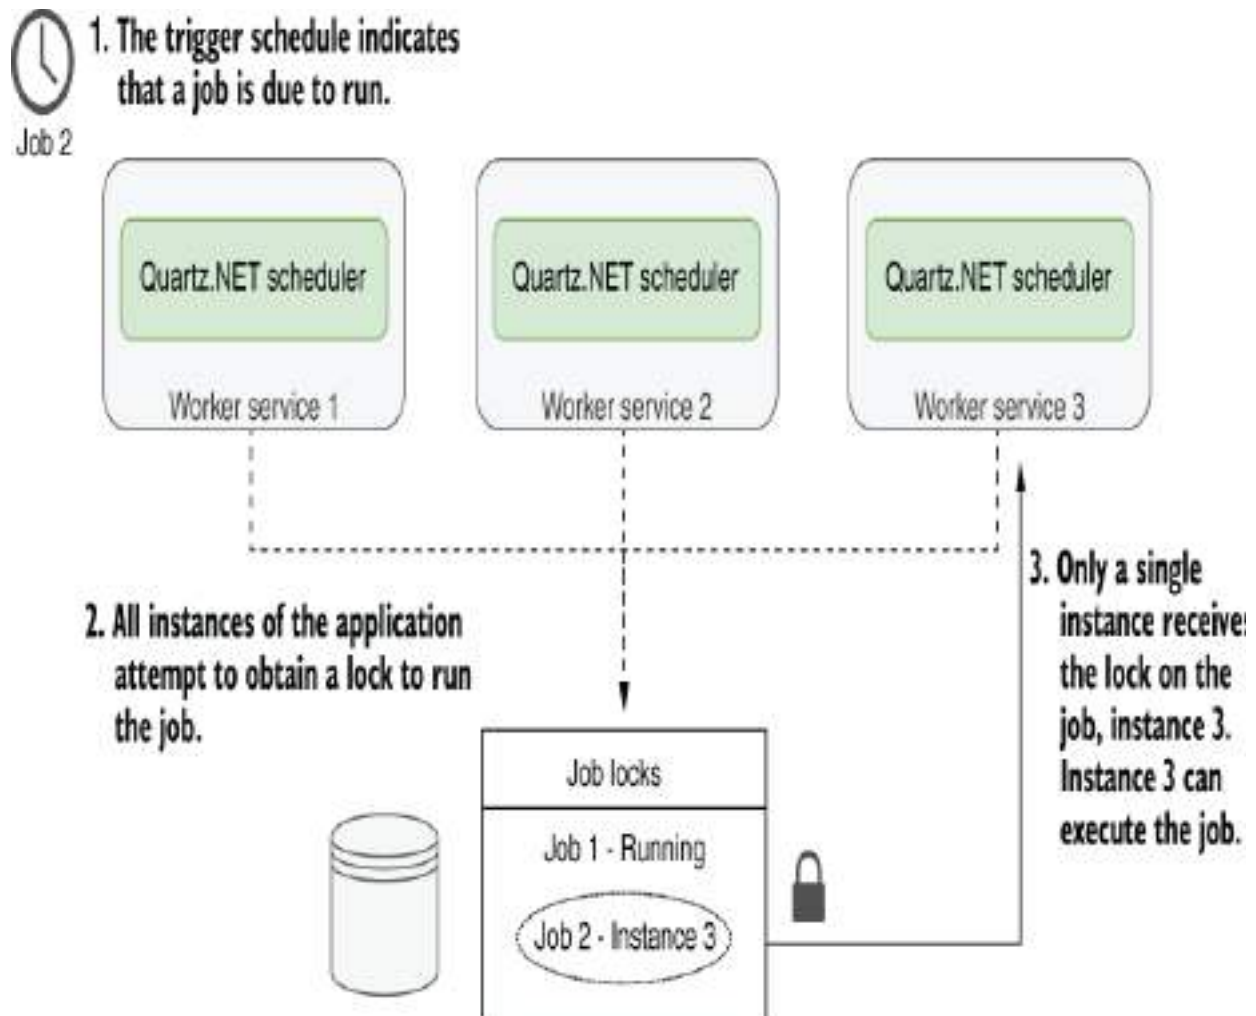 1. The trigger schedule indicates
that a job is due to run.
Job 2
Quartz.NET scheduler
Worker service 1
Quartz.NET scheduler
Worker service 2
Quartz.NET scheduler
Worker service 3
2. All instances of the application
attempt to obtain a lock to run
the job.
3. Only a single
instance receives
the lock on the
job, instance 3.
Instance 3 can
execute the job.
Job locks
Job 1 - Running
Job 2 - Instance 3